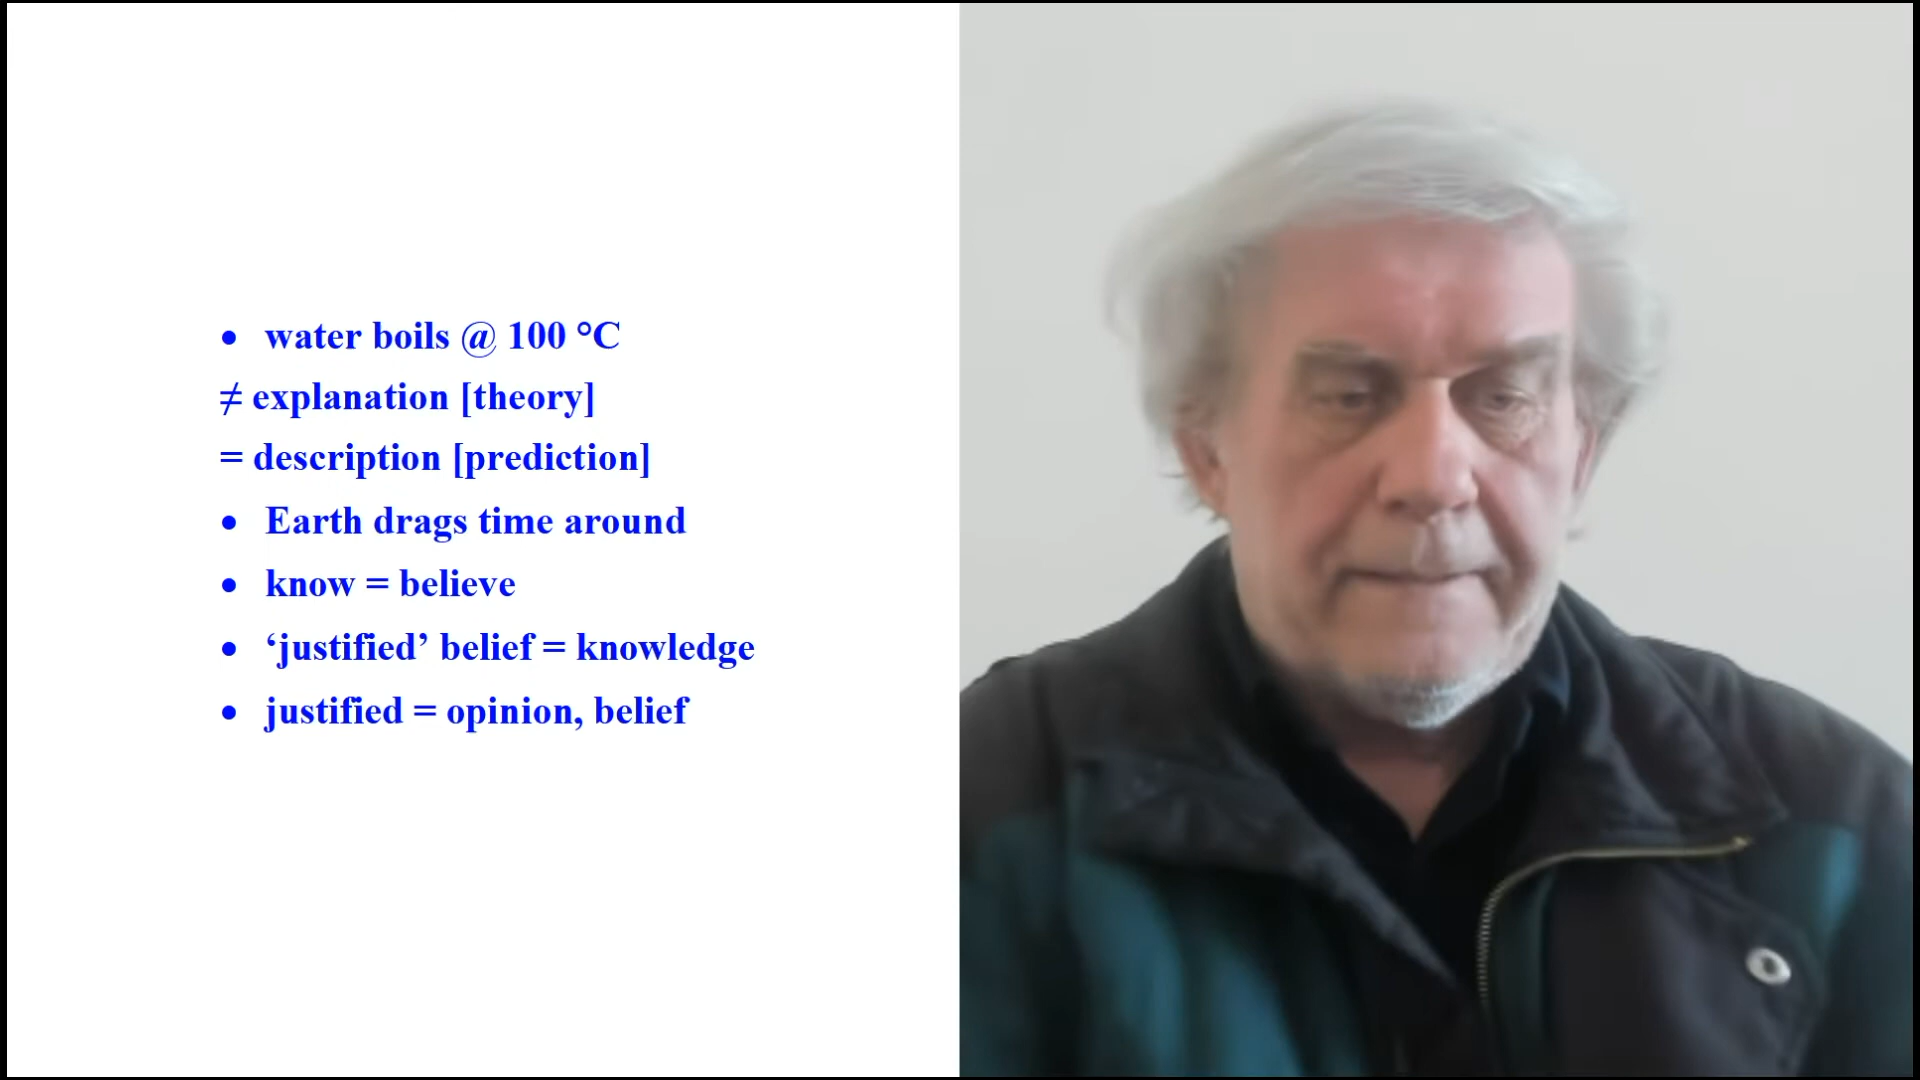 • water boils @ 100 °C
≠ explanation [theory]
= description [prediction]
• Earth drags time around
• know = believe
• ‘justified’ belief = knowledge
• justified = opinion, belief